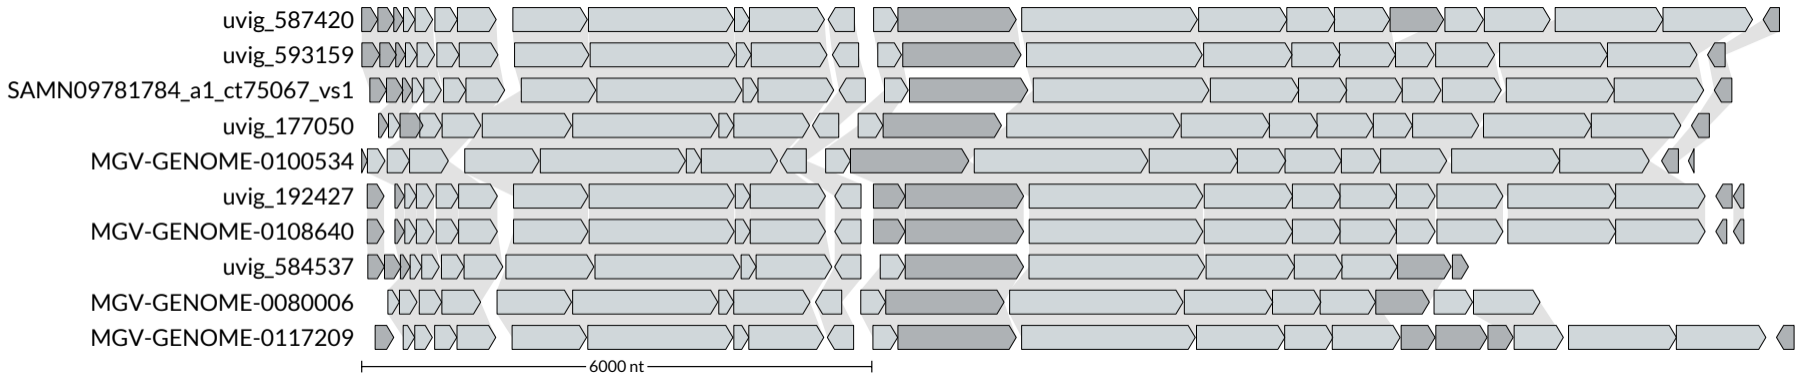 uvig_587420
uvig_593159
SAMN09781784_a1_ct75067_vs1
uvig_177050
MGV-GENOME-0100534
uvig_192427
MGV-GENOME-0108640
uvig_584537
MGV-GENOME-0080006
MGV-GENOME-0117209
6000 nt